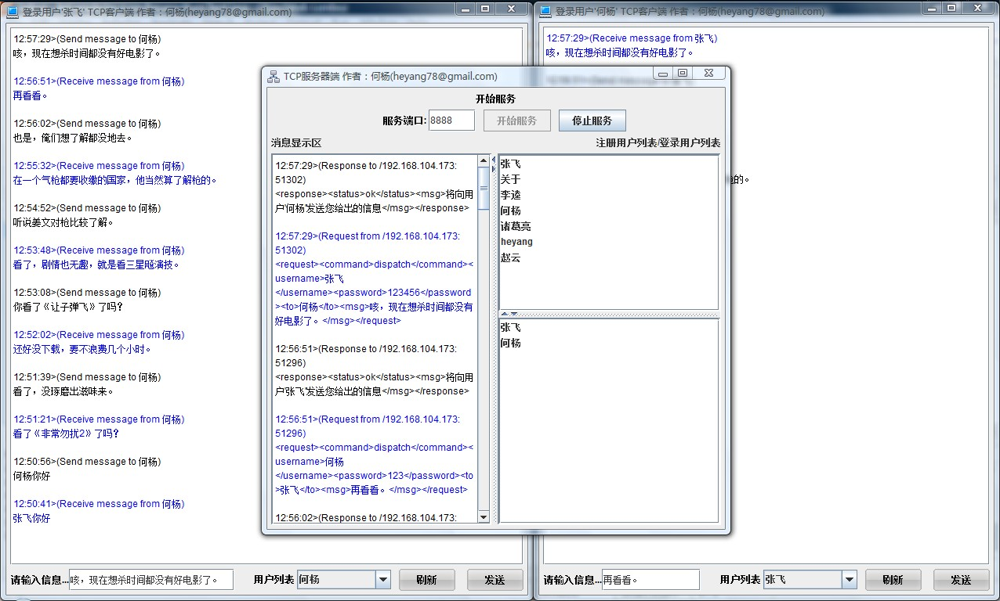 登录用户'张飞' TCP客户端 作者：何杨(heyang78@gmail.com)
12:57:29>(Send message to 何杨)
咳，现在想杀时间都没有好电影了。
12:56:51>(Receive message from 何杨)
再看看。
12:56:02>(Send message to 何杨)
也是，俺们想了解都没地去。
12:55:32>(Receive message from 何杨)
在一个气枪都要收缴的国家，他当然算了解枪的。
12:54:52>(Send message to 何杨)
听说姜文对枪比较了解。
12:53:48>(Receive message from 何杨)
看了，剧情也无趣，就是看三星飚演技。
12:53:08>(Send message to 何杨)
你看了《让子弹飞》了吗？
12:52:02>(Receive message from 何杨)
还好没下载，要不浪费几个小时。
12:51:39>(Send message to 何杨)
看了，没琢磨出滋味来。
12:51:21>(Receive message from 何杨)
看了《非常勿扰2》了吗？
12:50:56>(Send message to 何杨)
何杨你好
12:50:41>(Receive message from 何杨)
张飞你好
请输入信息...
咳，现在想杀时间都没有好电影了。
用户列表
何杨
刷新
发送
TCP服务器端 作者：何杨(heyang78@gmail.com)
开始服务
服务端口:
8888
开始服务
停止服务
消息显示区
注册用户列表/登录用户列表
12:57:29>(Response to /192.168.104.173:
51302)
<response><status>ok</status><msg>将向用
户'何杨'发送您给出的信息</msg></response>
12:57:29>(Request from /192.168.104.173:
51302)
<request><command>dispatch</command><
username>张飞
</username><password>123456</password
><to>何杨</to><msg>咳，现在想杀时间都没有
好电影了。</msg></request>
12:56:51>(Response to /192.168.104.173:
51296)
<response><status>ok</status><msg>将向用
户'张飞'发送您给出的信息</msg></response>
12:56:51>(Request from /192.168.104.173:
51296)
<request><command>dispatch</command><
username>何杨
</username><password>123</password><to
>张飞</to><msg>再看看。</msg></request>
12:56:02>(Response to /192.168.104.173:
张飞
关于
李逵
何杨
诸葛亮
heyang
赵云
张飞
何杨
登录用户'何杨' TCP客户端 作者：何杨(heyang78@gmail.com)
12:57:29>(Receive message from 张飞)
咳，现在想杀时间都没有好电影了。
枪的。
请输入信息...
再看看。
用户列表
张飞
刷新
发送